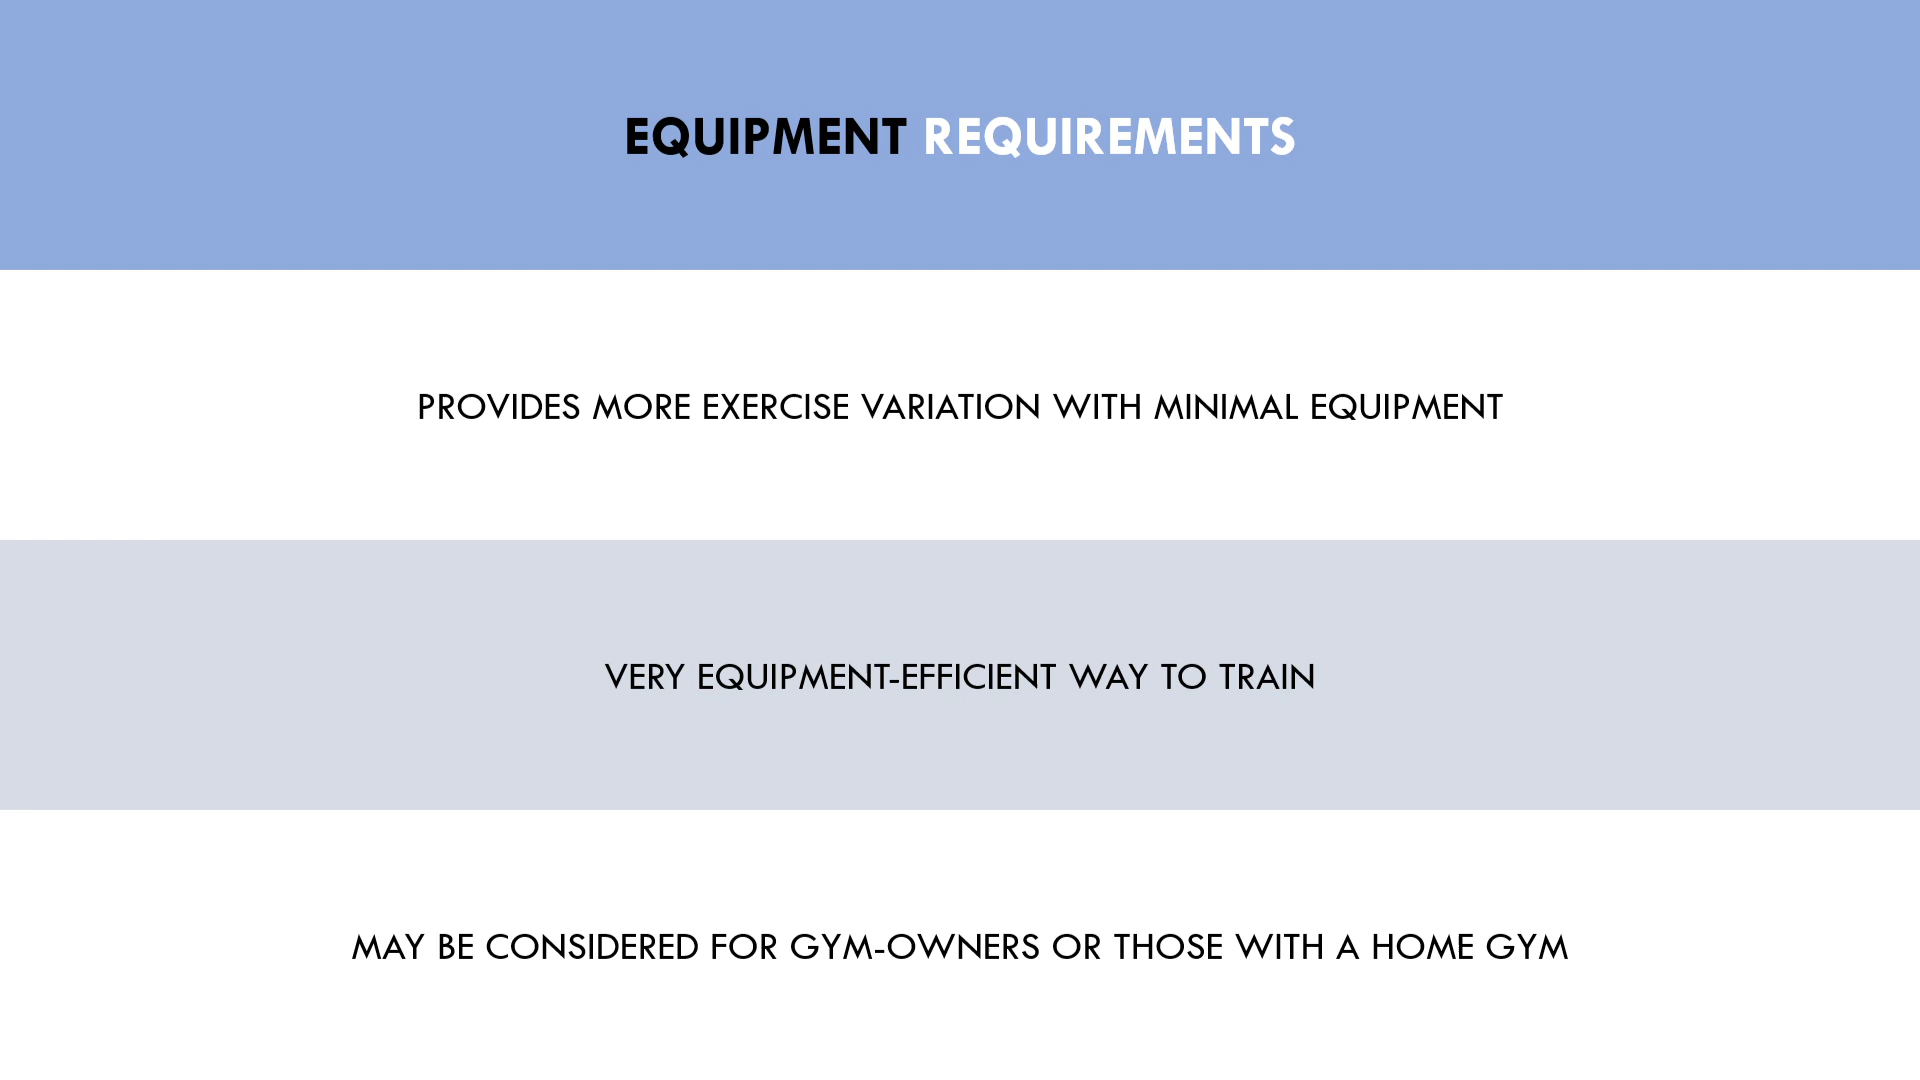 EQUIPMENT REQUIREMENTS
PROVIDES MORE EXERCISE VARIATION WITH MINIMAL EQUIPMENT
VERY EQUIPMENT-EFFICIENT WAY TO TRAIN
MAY BE CONSIDERED FOR GYM-OWNERS OR THOSE WITH A HOME GYM